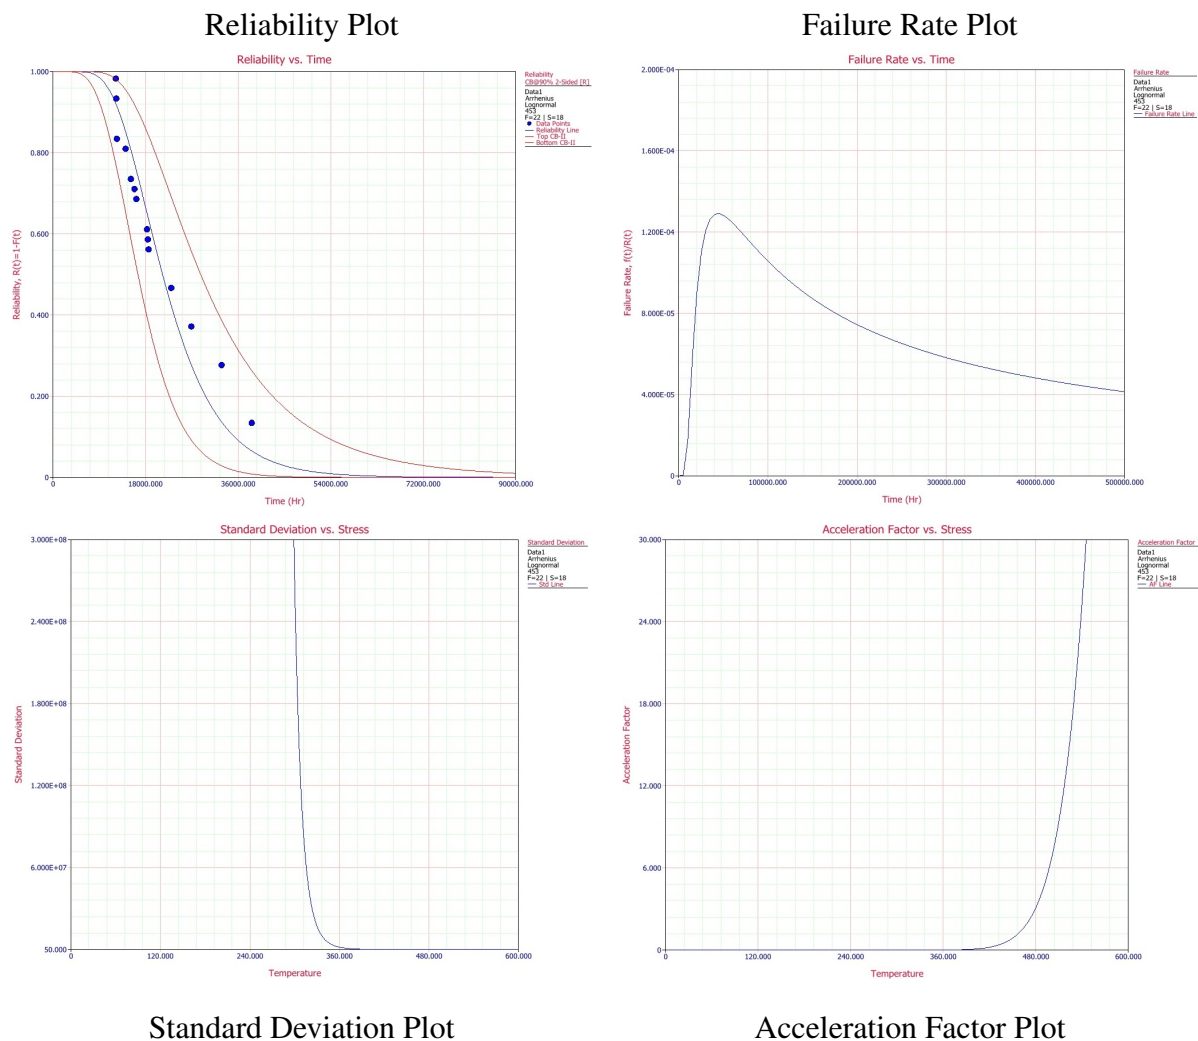 Reliability Plot
Reliability vs. Time
1.000
0.800
0.600
0.400
0.200
0
Reliability, R(t)=1-F(t)
0
18000.000
36000.000
54000.000
72000.000
90000.000
Time (Hr)
Reliability
CB@90% 2-Sided [R]
Data1
Arrhenius
Lognormal
453
F=22 | S=18
Data Points
Reliability Line
Top CB-II
Bottom CB-II
Failure Rate Plot
Failure Rate vs. Time
2.000E-04
1.600E-04
1.200E-04
8.000E-05
4.000E-05
0
Failure Rate, f(t)/R(t)
0
100000.000
200000.000
300000.000
400000.000
500000.000
Time (Hr)
Failure Rate
Data1
Arrhenius
Lognormal
453
F=22 | S=18
Failure Rate Line
Standard Deviation vs. Stress
3.000E+08
2.400E+08
1.800E+08
1.200E+08
6.000E+07
50.000
Standard Deviation
0
120.000
240.000
360.000
480.000
600.000
Temperature
Standard Deviation
Data1
Arrhenius
Lognormal
453
F=22 | S=18
Std Line
Standard Deviation Plot
Acceleration Factor vs. Stress
30.000
24.000
18.000
12.000
6.000
0
Acceleration Factor
0
120.000
240.000
360.000
480.000
600.000
Temperature
Acceleration Factor
Data1
Arrhenius
Lognormal
453
F=22 | S=18
AF Line
Acceleration Factor Plot